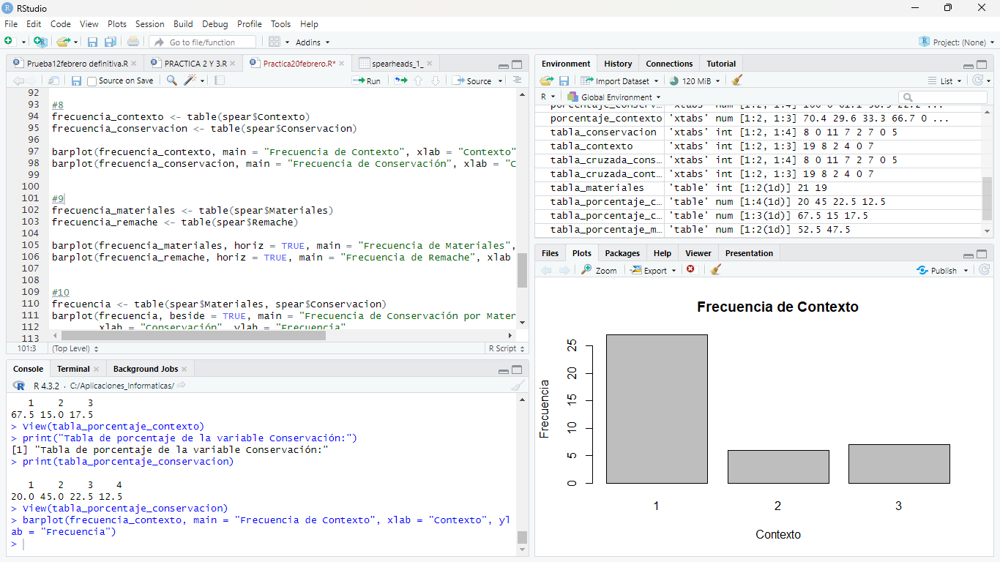 RStudio
File Edit Code View Plots Session Build Debug Profile Tools Help
Go to file/function Addins Project: (None)
Prueba12febrero definitiva.R PRACTICA 2 Y 3.R Practica20febrero.R* spearheads_1_
Source on Save Run Source
92
93 #8
94 frecuencia_contexto <- table(spear$Contexto)
95 frecuencia_conservacion <- table(spear$Conservacion)
96
97 barplot(frecuencia_contexto, main = "Frecuencia de Contexto", xlab = "Contexto"
98 barplot(frecuencia_conservacion, main = "Frecuencia de Conservación", xlab = "C
99
100
101 #9
102 frecuencia_materiales <- table(spear$Materiales)
103 frecuencia_remache <- table(spear$Remache)
104
105 barplot(frecuencia_materiales, horiz = TRUE, main = "Frecuencia de Materiales",
106 barplot(frecuencia_remache, horiz = TRUE, main = "Frecuencia de Remache", xlab
107
108
109 #10
110 frecuencia <- table(spear$Materiales, spear$Conservacion)
111 barplot(frecuencia, beside = TRUE, main = "Frecuencia de Conservación por Mater
112 xlab = "Conservación" ylab = "Frecuencia"
113
101:3 (Top Level) R Script
Console Terminal Background Jobs
R 4.3.2 · C:/Aplicaciones_Informaticas/
1 2 3
67.5 15.0 17.5
> View(tabla_porcentaje_contexto)
> print("Tabla de porcentaje de la variable Conservación:")
[1] "Tabla de porcentaje de la variable Conservación:"
> print(tabla_porcentaje_conservacion)
1 2 3 4
20.0 45.0 22.5 12.5
> View(tabla_porcentaje_conservacion)
> barplot(frecuencia_contexto, main = "Frecuencia de Contexto", xlab = "Contexto", yl
ab = "Frecuencia")
>
Environment History Connections Tutorial
Import Dataset 120 MiB List
R Global Environment
porcentaje_contexto 'xtabs' num [1:2, 1:3] 70.4 29.6 33.3 66.7 0 ...
tabla_conservacion 'xtabs' int [1:2, 1:4] 8 0 11 7 2 7 0 5
tabla_contexto 'xtabs' int [1:2, 1:3] 19 8 2 4 0 7
tabla_cruzada_cons… 'xtabs' int [1:2, 1:4] 8 0 11 7 2 7 0 5
tabla_cruzada_cont… 'xtabs' int [1:2, 1:3] 19 8 2 4 0 7
tabla_materiales 'table' int [1:2(1d)] 21 19
tabla_porcentaje_c… 'table' num [1:4(1d)] 20 45 22.5 12.5
tabla_porcentaje_c… 'table' num [1:3(1d)] 67.5 15 17.5
tabla_porcentaje_m… 'table' num [1:2(1d)] 52.5 47.5
Files Plots Packages Help Viewer Presentation
Zoom Export Publish
Frecuencia de Contexto
Frecuencia
25
20
15
10
5
0
1 2 3
Contexto